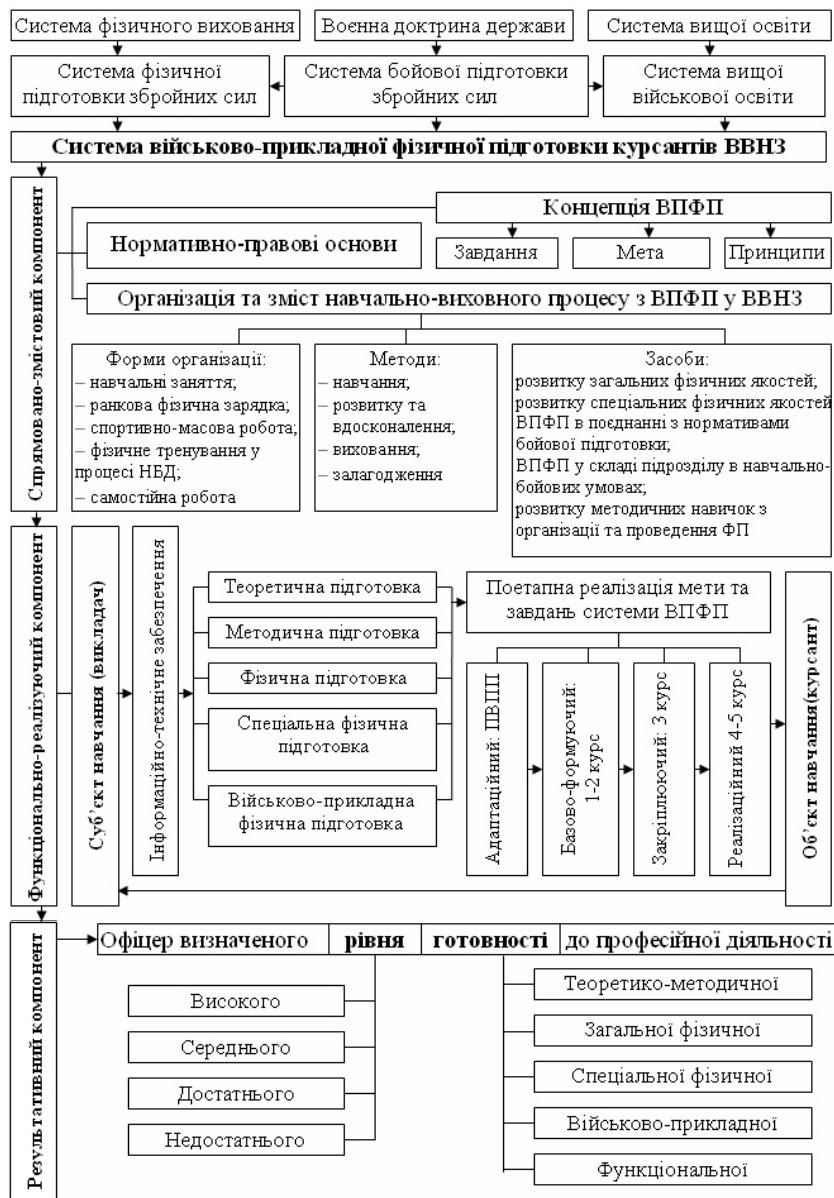 Система фізичного виховання
Воєнна доктрина держави
Система вищої освіти
Система фізичної
підготовки збройних сил
Система бойової підготовки
збройних сил
Система вищої
військової освіти
Система військово-прикладної фізичної підготовки курсантів ВВНЗ
Спрямовано-змістовий компонент
Концепція ВПФП
Нормативно-правові основи
Завдання
Мета
Принципи
Організація та зміст навчально-виховного процесу з ВПФП у ВВНЗ
Форми організації:
– навчальні заняття;
– ранкова фізична зарядка;
– спортивно-масова робота;
– фізичне тренування у
процесі НБД;
– самостійна робота
Методи:
– навчання;
– розвитку та
вдосконалення;
– виховання;
– залагодження
Засоби:
розвитку загальних фізичних якостей;
розвитку спеціальних фізичних якостей
ВПФП в поєднанні з нормативами
бойової підготовки;
ВПФП у складі підрозділу в навчально-
бойових умовах;
розвитку методичних навичок з
організації та проведення ФП
Функціонально-реалізуючий компонент
Суб’єкт навчання (викладач)
Інформаційно-технічне забезпечення
Теоретична підготовка
Методична підготовка
Фізична підготовка
Спеціальна фізична
підготовка
Військово-прикладна
фізична підготовка
Поетапна реалізація мети та
завдань системи ВПФП
Адаптаційний: ПВПП
Базово-формуючий:
1-2 курс
Закріплюючий: 3 курс
Реалізаційний 4-5 курс
Об’єкт навчання(курсант)
Результативний компонент
Офіцер визначеного рівня готовності до професійної діяльності
Високого
Середнього
Достатнього
Недостатнього
Теоретико-методичної
Загальної фізичної
Спеціальної фізичної
Військово-прикладної
Функціональної